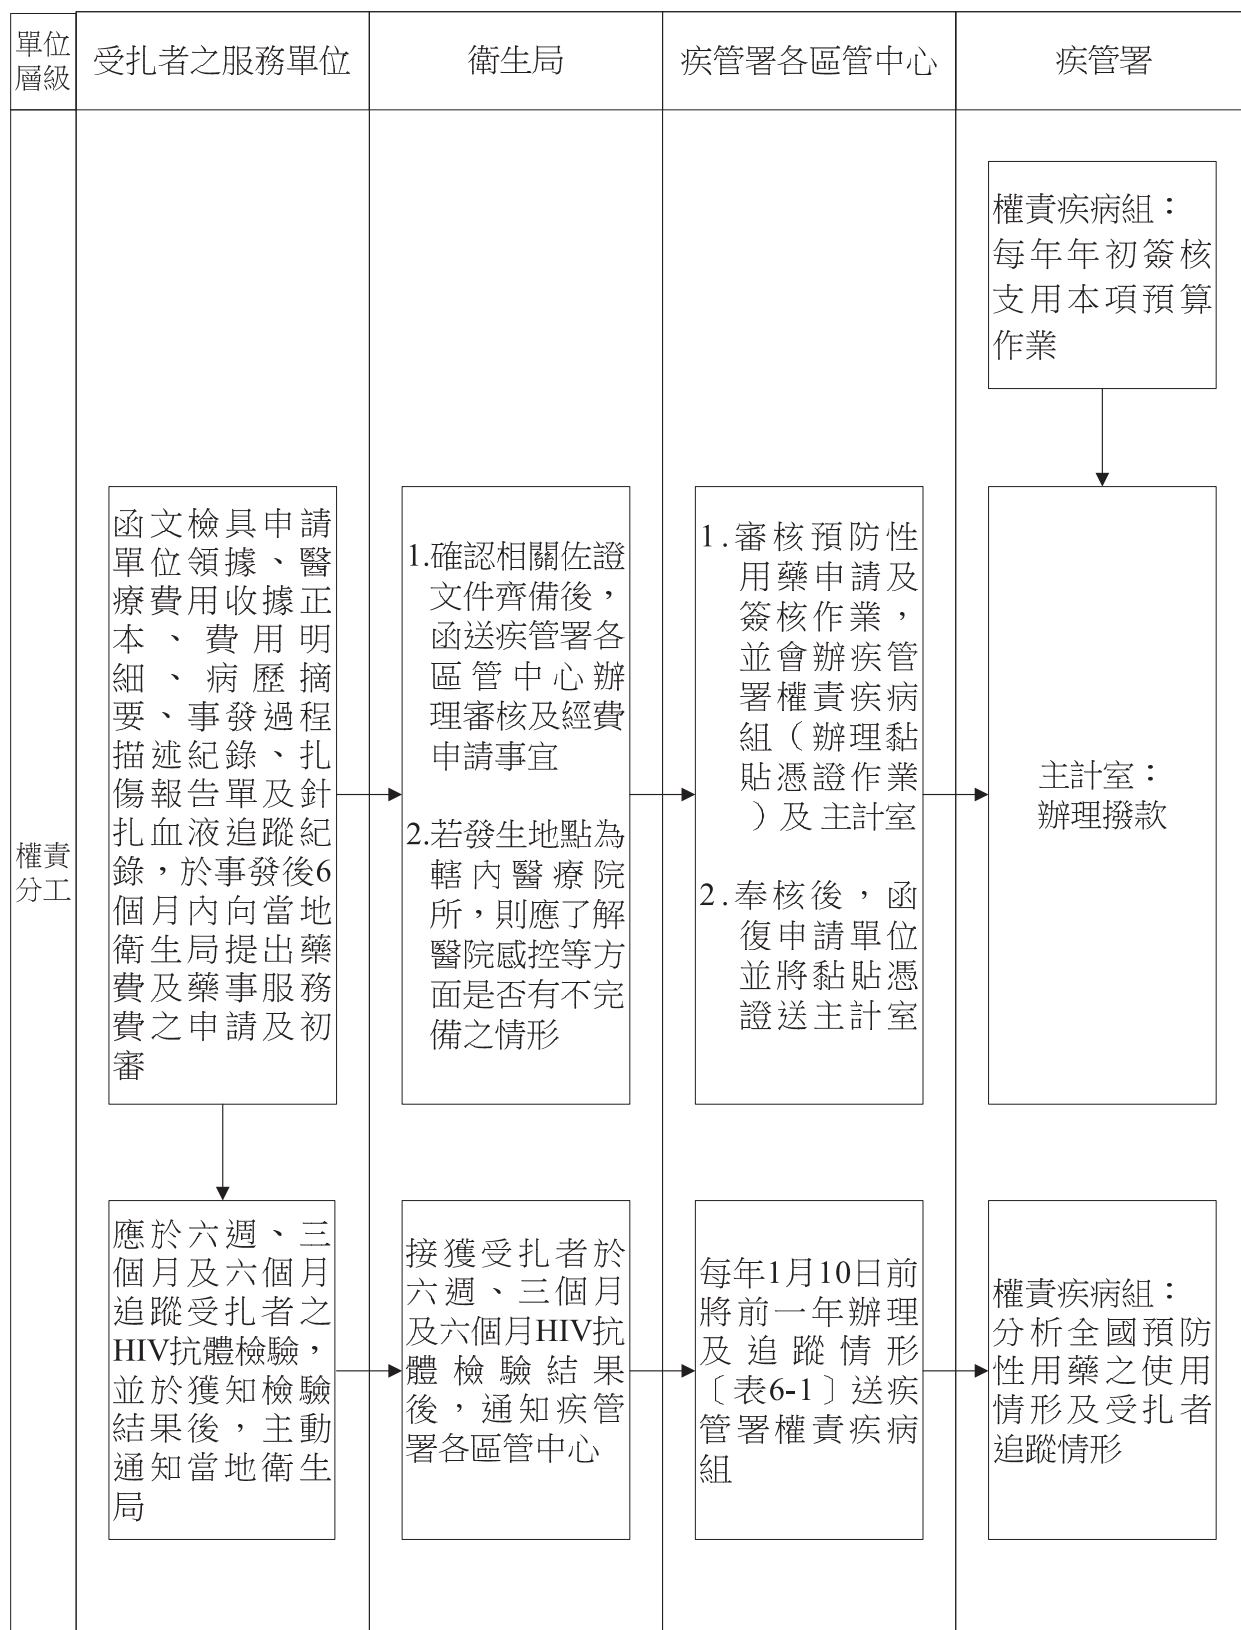 單位
層級
受扎者之服務單位
衛生局
疾管署各區管中心
疾管署
權責
分工
權責疾病組：
每年年初簽核
支用本項預算
作業
函文檢具申請
單位領據、醫
療費用收據正
本、費用明
細、病歷摘
要、事發過程
描述紀錄、扎
傷報告單及針
扎血液追蹤紀
錄，於事發後6
個月內向當地
衛生局提出藥
費及藥事服務
費之申請及初
審
1.確認相關佐證
文件齊備後，
函送疾管署各
區管中心辦
理審核及經費
申請事宜
2.若發生地點為
轄內醫療院
所，則應了解
醫院感控等方
面是否有不完
備之情形
1.審核預防性
用藥申請及
簽核作業，
並會辦疾管
署權責疾病
組（辦理黏
貼憑證作業
）及主計室
2.奉核後，函
復申請單位
並將黏貼憑
證送主計室
主計室：
辦理撥款
應於六週、三
個月及六個月
追蹤受扎者之
HIV抗體檢驗，
並於獲知檢驗
結果後，主動
通知當地衛生
局
接獲受扎者於
六週、三個月
及六個月HIV抗
體檢驗結果
後，通知疾管
署各區管中心
每年1月10日前
將前一年辦理
及追蹤情形
〔表6-1〕送疾
管署權責疾病
組
權責疾病組：
分析全國預防
性用藥之使用
情形及受扎者
追蹤情形